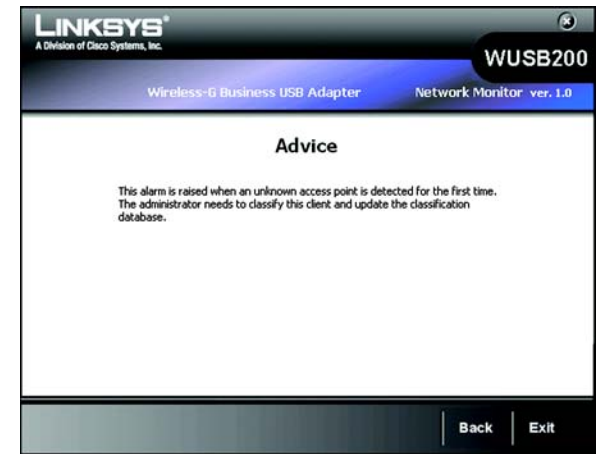 LINKSYS®
A Division of Cisco Systems, Inc.
WUSB200
Wireless-G Business USB Adapter Network Monitor ver. 1.0
Advice
This alarm is raised when an unknown access point is detected for the first time.
The administrator needs to classify this client and update the classification
database.
Back Exit